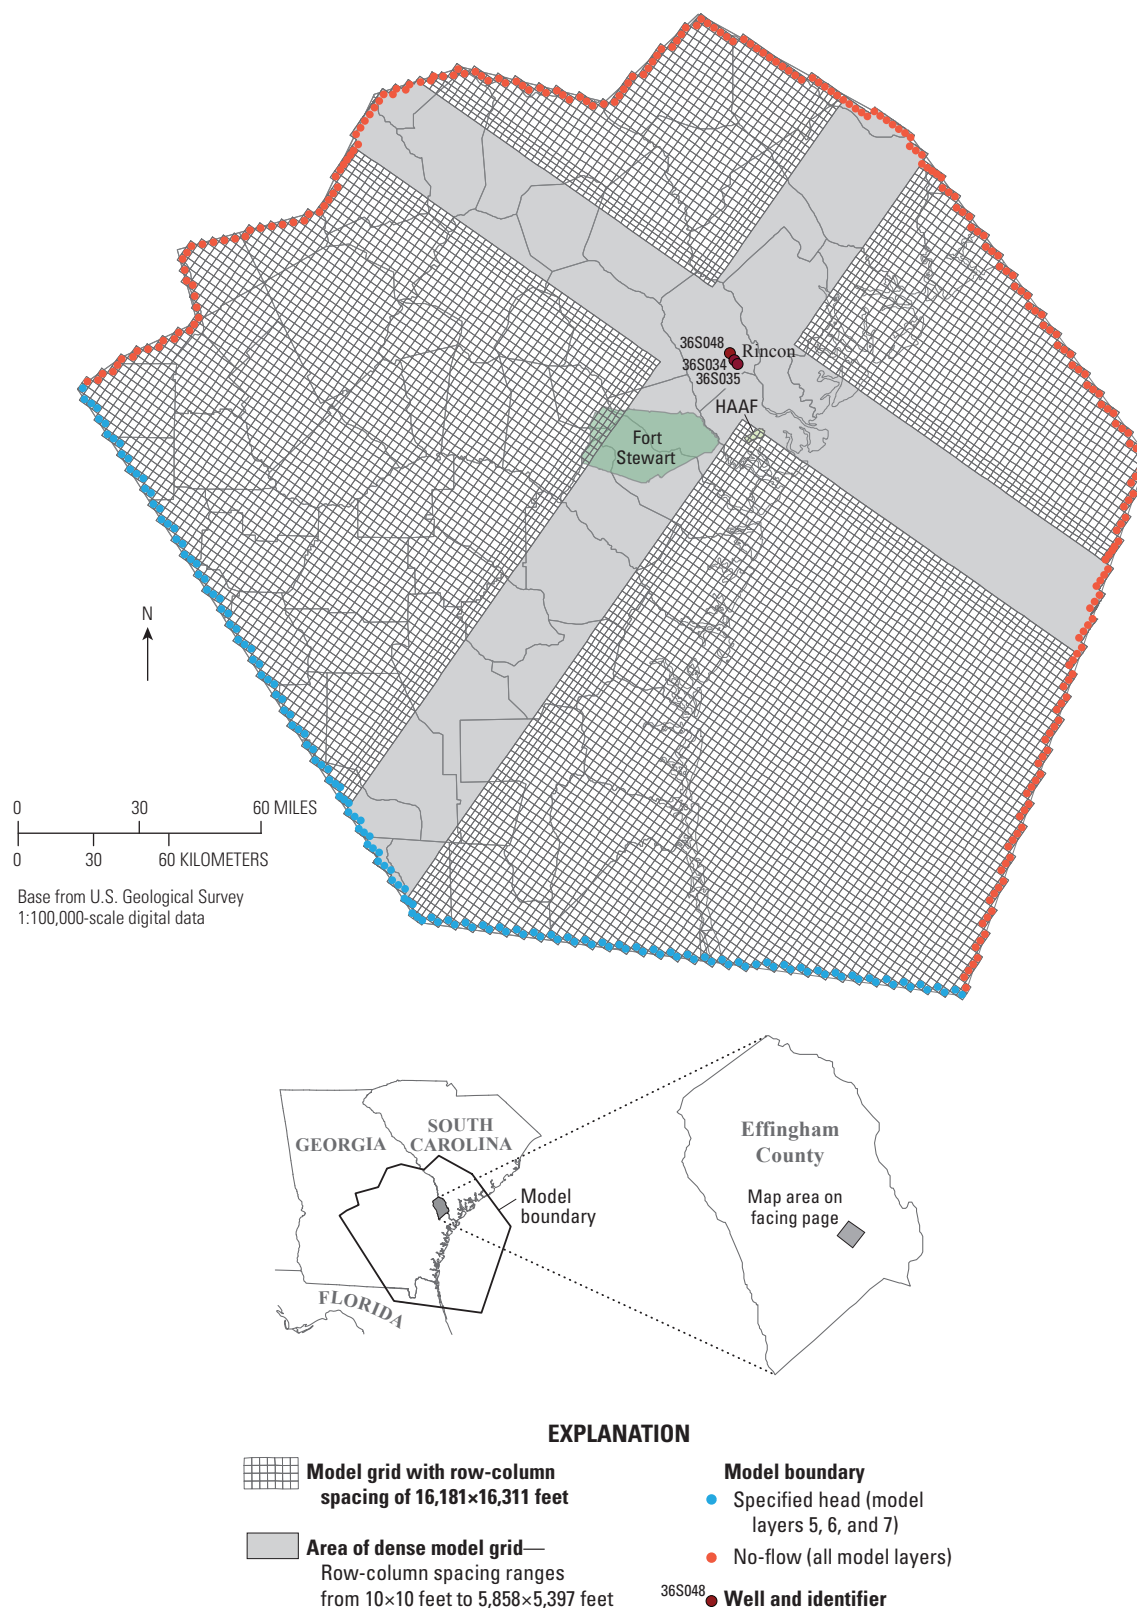 36S048
Rincon
36S034
36S035
HAAF
Fort
Stewart
N
0 30 60 MILES
0 30 60 KILOMETERS
Base from U.S. Geological Survey
1:100,000-scale digital data
GEORGIA
SOUTH
CAROLINA
Model
boundary
FLORIDA
Effingham
County
Map area on
facing page
EXPLANATION
Model grid with row-column
spacing of 16,181×16,311 feet
Area of dense model grid—
Row-column spacing ranges
from 10×10 feet to 5,858×5,397 feet
Model boundary
Specified head (model
layers 5, 6, and 7)
No-flow (all model layers)
36S048 Well and identifier